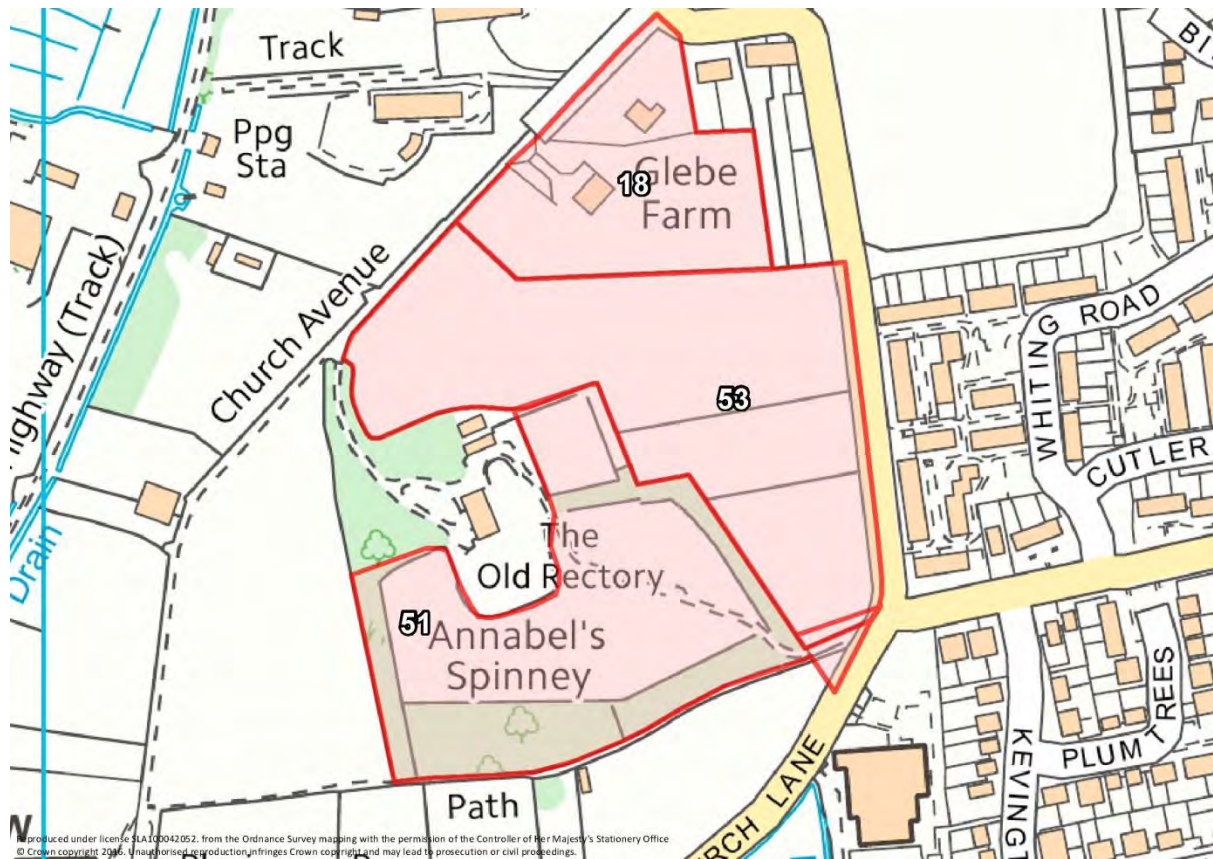 Track
BI
Ppg
Sta
18
Glebe
Farm
Highway (Track)
Church Avenue
WHITING ROAD
53
CUTLER
Drain
The
Old Rectory
51
Annabel's
Spinney
PLUM TREES
KEVINGT
CHURCH LANE
Path
W
Reproduced under license SLA100042052. from the Ordnance Survey mapping with the permission of the Controller of Her Majesty's Stationery Office
© Crown copyright 2016. Unauthorised reproduction infringes Crown copyright and may lead to prosecution or civil proceedings.